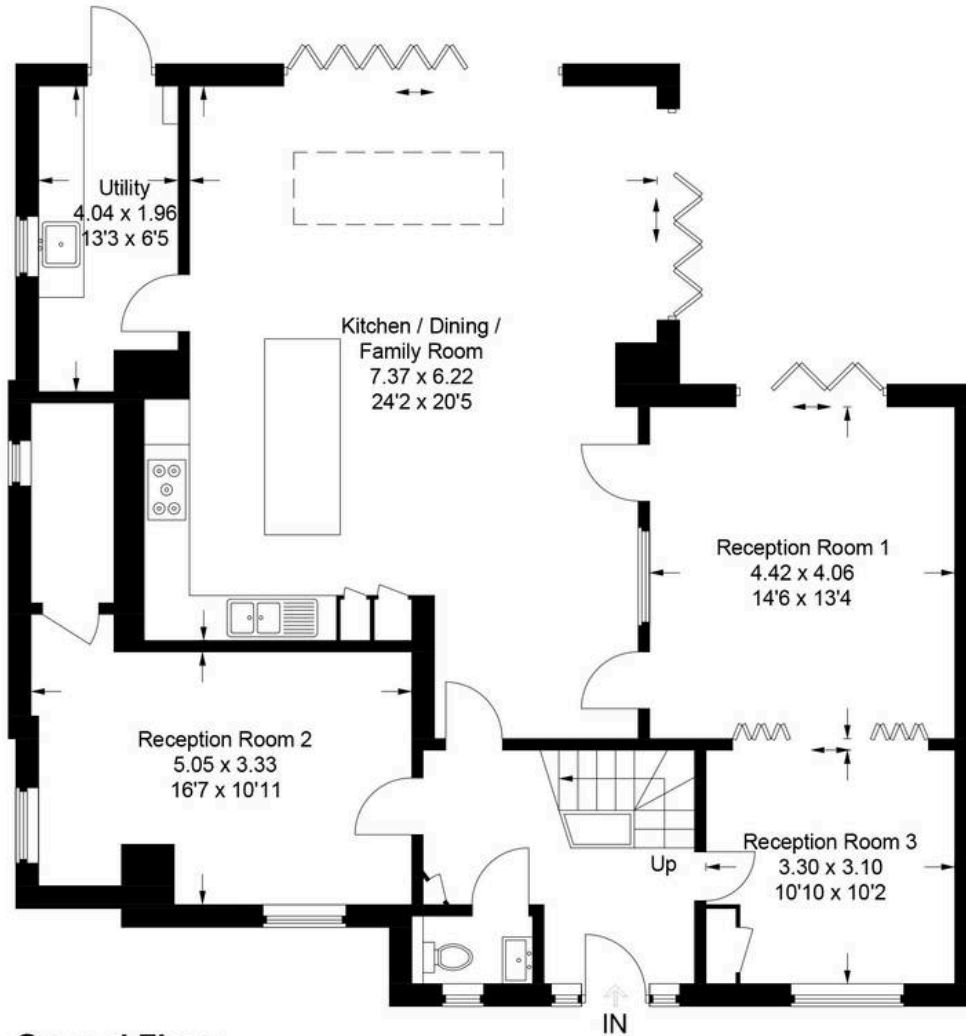 Utility
4.04 x 1.96
13'3 x 6'5
Kitchen / Dining /
Family Room
7.37 x 6.22
24'2 x 20'5
Reception Room 1
4.42 x 4.06
14'6 x 13'4
Reception Room 2
5.05 x 3.33
16'7 x 10'11
Reception Room 3
3.30 x 3.10
10'10 x 10'2
Up
IN